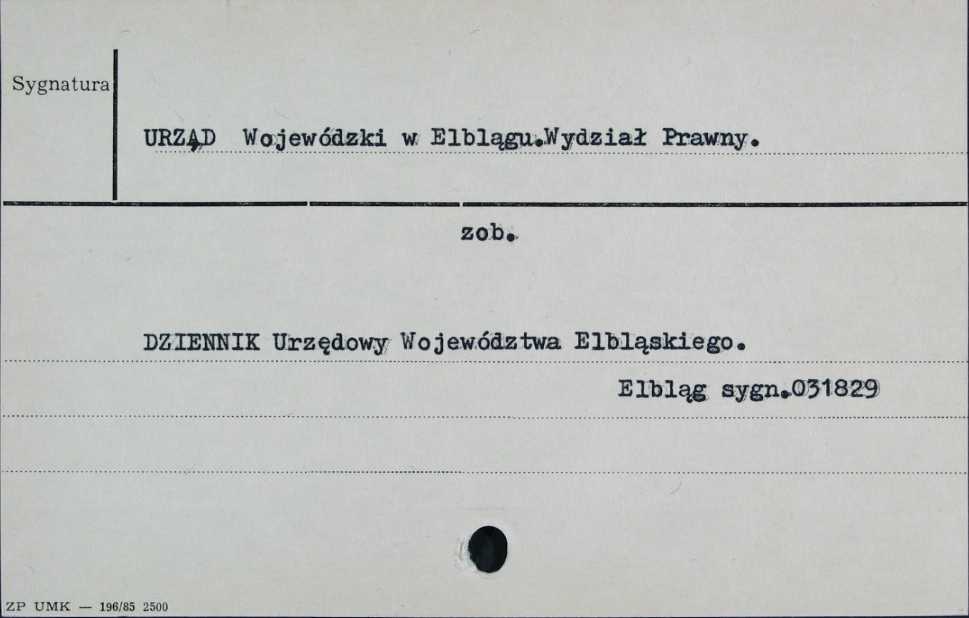 Sygnatura
URZĄD Wojewódzki w Elblągu.Wydział Prawny.
zob.
DZIENNIK Urzędowy Województwa Elbląskiego.
Elbląg sygn.031829
ZP UMK — 196/85 2500